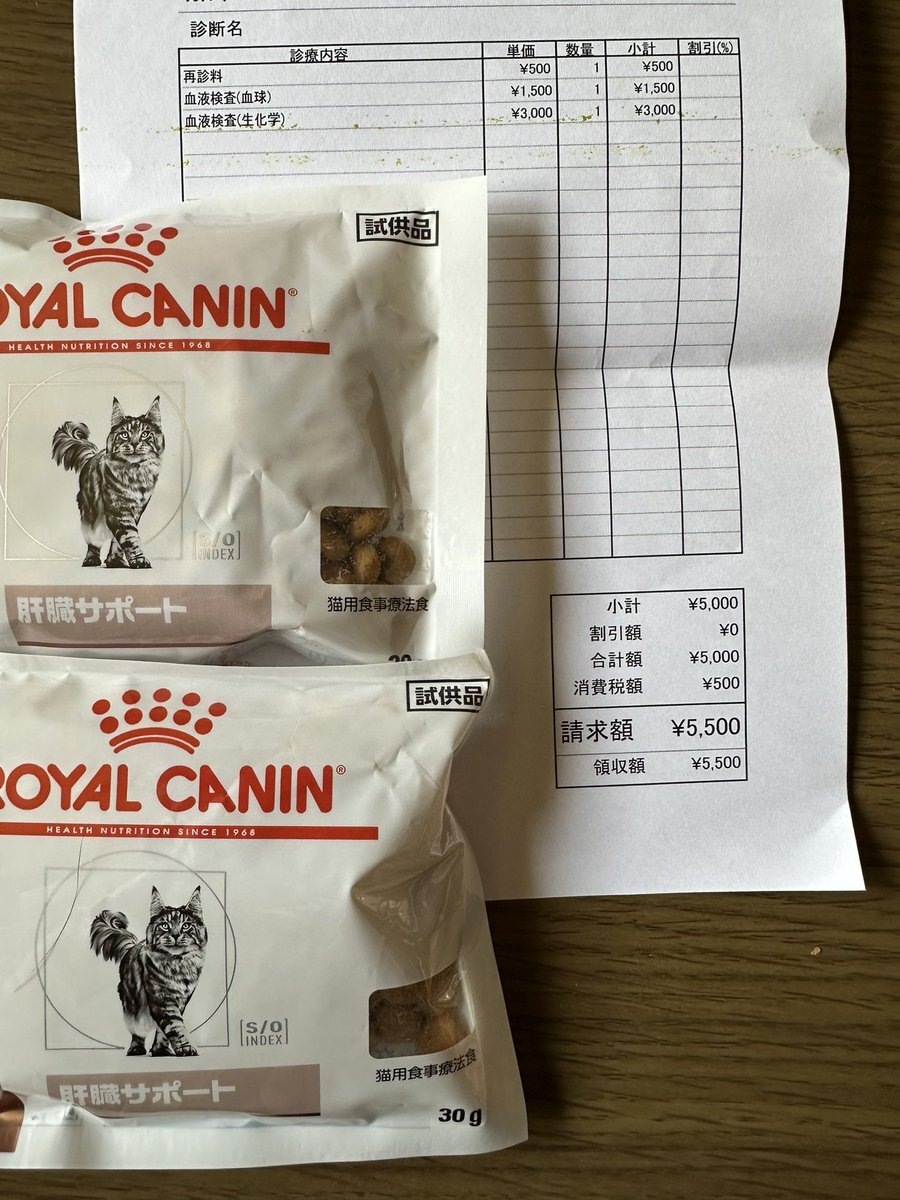 診断名
診療内容 単価 数量 小計 割引(%)
再診料 ¥500 1 ¥500
血液検査(血球) ¥1,500 1 ¥1,500
血液検査(生化学) ¥3,000 1 ¥3,000
小計 ¥5,000
割引額 ¥0
合計額 ¥5,000
消費税額 ¥500
請求額 ¥5,500
領収額 ¥5,500
試供品
OYAL CANIN®
HEALTH NUTRITION SINCE 1968
S/O
INDEX
肝臓サポート
猫用食事療法食
試供品
ROYAL CANIN®
HEALTH NUTRITION SINCE 1968
S/O
INDEX
肝臓サポート
猫用食事療法食
30 g